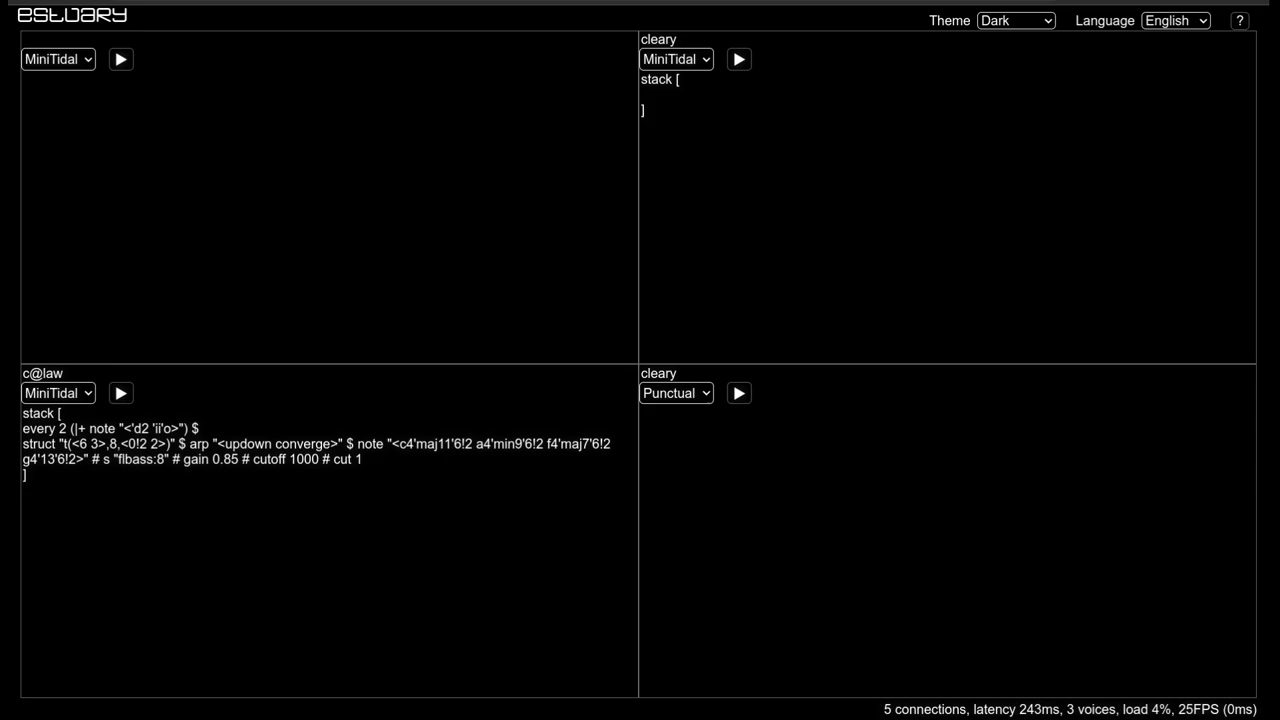 estuary
Theme Dark Language English ?
MiniTidal
cleary
MiniTidal
stack [
]
c@law
MiniTidal
stack [
every 2 (|+ note "<'d2 'ii'o>") $
struct "t(<6 3>,8,<0!2 2>)" $ arp "<updown converge>" $ note "<c4'maj11'6!2 a4'min9'6!2 f4'maj7'6!2
g4'13'6!2>" # s "flbass:8" # gain 0.85 # cutoff 1000 # cut 1
]
cleary
Punctual
5 connections, latency 243ms, 3 voices, load 4%, 25FPS (0ms)